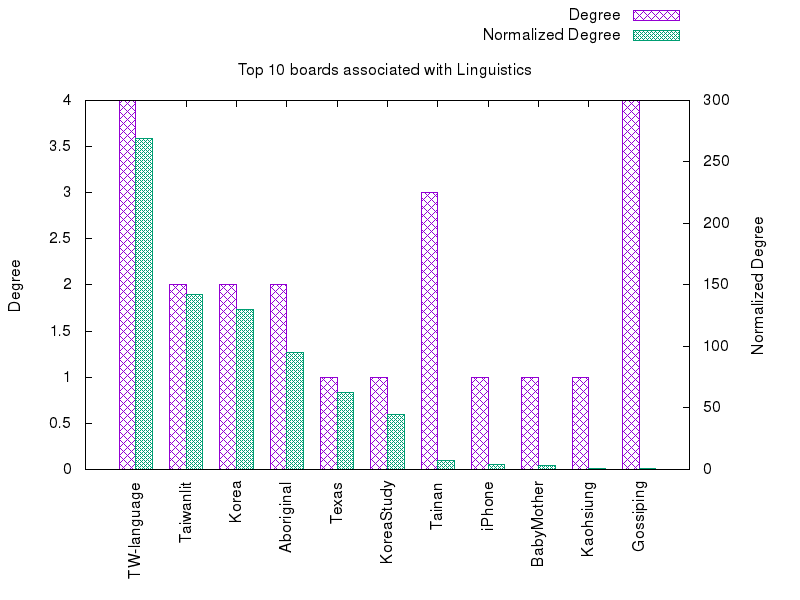 Degree
Normalized Degree
Top 10 boards associated with Linguistics
4
3.5
3
2.5
2
1.5
1
0.5
0
300
250
200
150
100
50
0
Degree
Normalized Degree
TW-language
Taiwanlit
Korea
Aboriginal
Texas
KoreaStudy
Tainan
iPhone
BabyMother
Kaohsiung
Gossiping